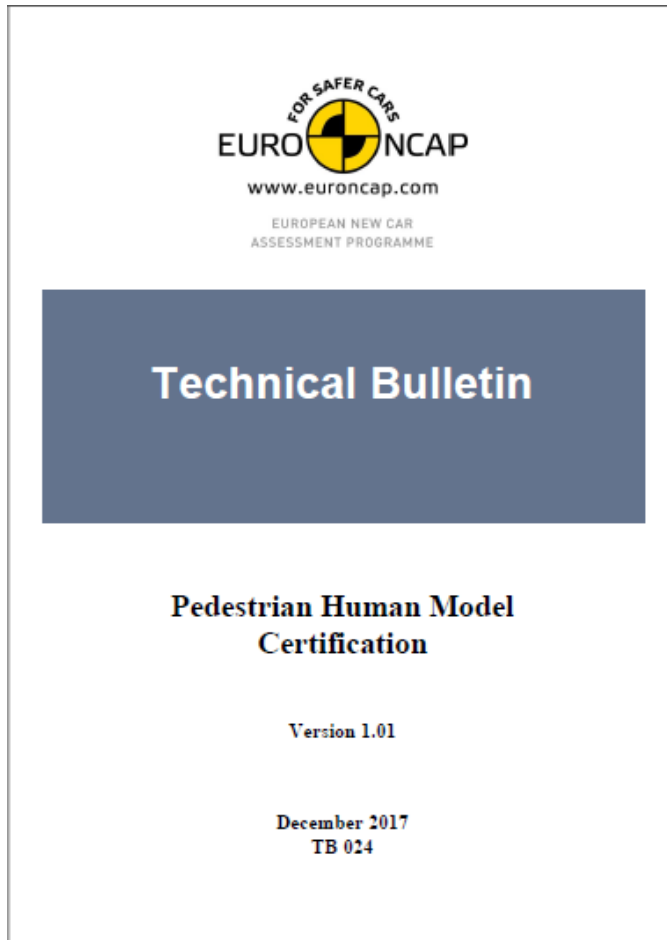 FOR SAFER CARS
EURO NCAP
www.euroncap.com
EUROPEAN NEW CAR
ASSESSMENT PROGRAMME
Technical Bulletin
Pedestrian Human Model
Certification
Version 1.01
December 2017
TB 024